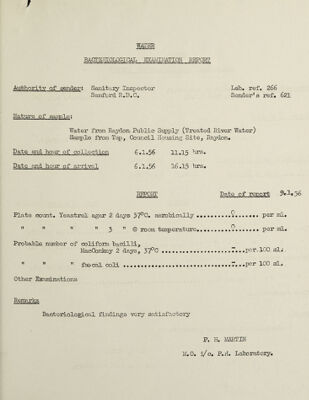 WATER
BACTERIOLOGICAL EXAMINATION REPORT
Authority of sender: Sanitary Inspector Lab. ref. 266
Samford R.D.C. Sender's ref. 621
Nature of sample:
Water from Raydon Public Supply (Treated River Water)
Sample from Tap, Council Housing Site, Raydon.
Date and hour of collection 6.1.56 11.15 hrs.
Date and hour of arrival 6.1.56 16.15 hrs.
REPORT Date of report 9.1.56
Plate count. Yeastrel agar 2 days 37°C. aerobically ..........0....... per ml.
" " " " 3 " @ room temperature.......0....... per ml.
Probable number of coliform bacilli,
MacConkey 2 days, 37°C ....................-....per.100 ml.
" " " faecal coli ............................-...per 100 ml.
Other Examinations
Remarks
Bacteriological findings very satisfactory
P. H. MARTIN
M.O. i/c. P.H. Laboratory.